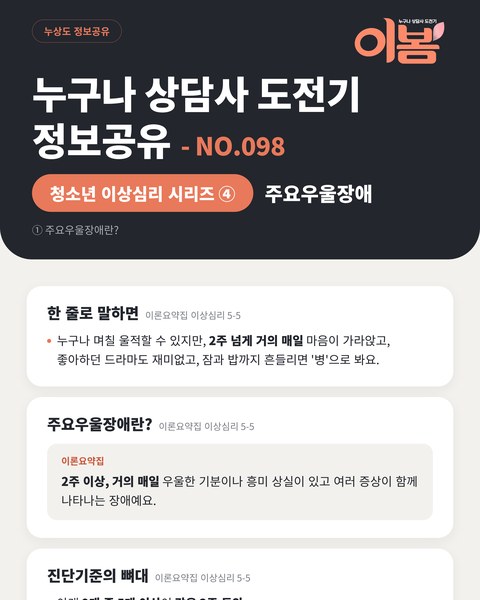 누상도 정보공유
누구나 상담사 도전기
이봄
누구나 상담사 도전기
정보공유 - NO.098
청소년 이상심리 시리즈 ④ 주요우울장애
① 주요우울장애란?
한 줄로 말하면 이론요약집 이상심리 5-5
• 누구나 며칠 울적할 수 있지만, 2주 넘게 거의 매일 마음이 가라앉고,
좋아하던 드라마도 재미없고, 잠과 밥까지 흔들리면 '병'으로 봐요.
주요우울장애란? 이론요약집 이상심리 5-5
이론요약집
2주 이상, 거의 매일 우울한 기분이나 흥미 상실이 있고 여러 증상이 함께
나타나는 장애예요.
진단기준의 뼈대 이론요약집 이상심리 5-5